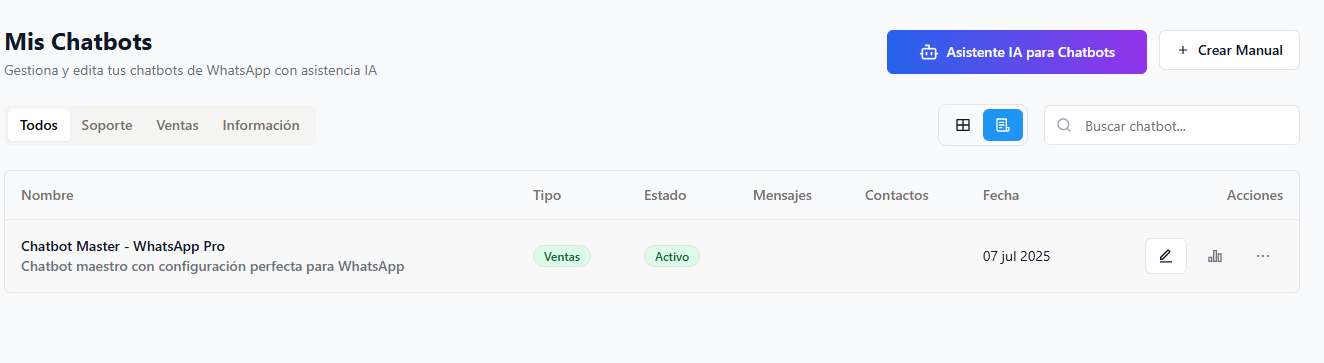 Mis Chatbots
Gestiona y edita tus chatbots de WhatsApp con asistencia IA
Asistente IA para Chatbots
+ Crear Manual
Todos Soporte Ventas Información
Buscar chatbot...
Nombre Tipo Estado Mensajes Contactos Fecha Acciones
Chatbot Master - WhatsApp Pro
Chatbot maestro con configuración perfecta para WhatsApp
Ventas Activo 07 jul 2025 ...